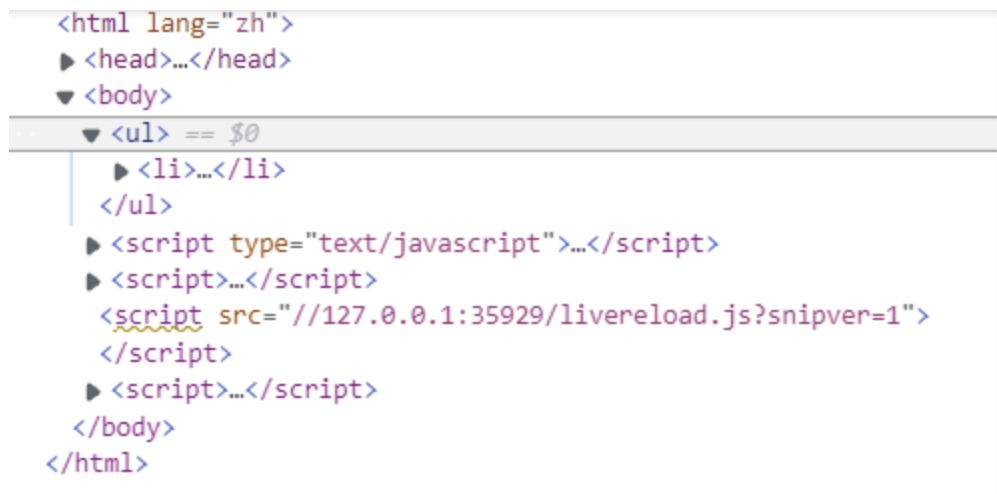 <html lang="zh">
<head>…</head>
<body>
<ul> == $0
<li>…</li>
</ul>
<script type="text/javascript">…</script>
<script>…</script>
<script src="//127.0.0.1:35929/livereload.js?snipver=1">
</script>
<script>…</script>
</body>
</html>